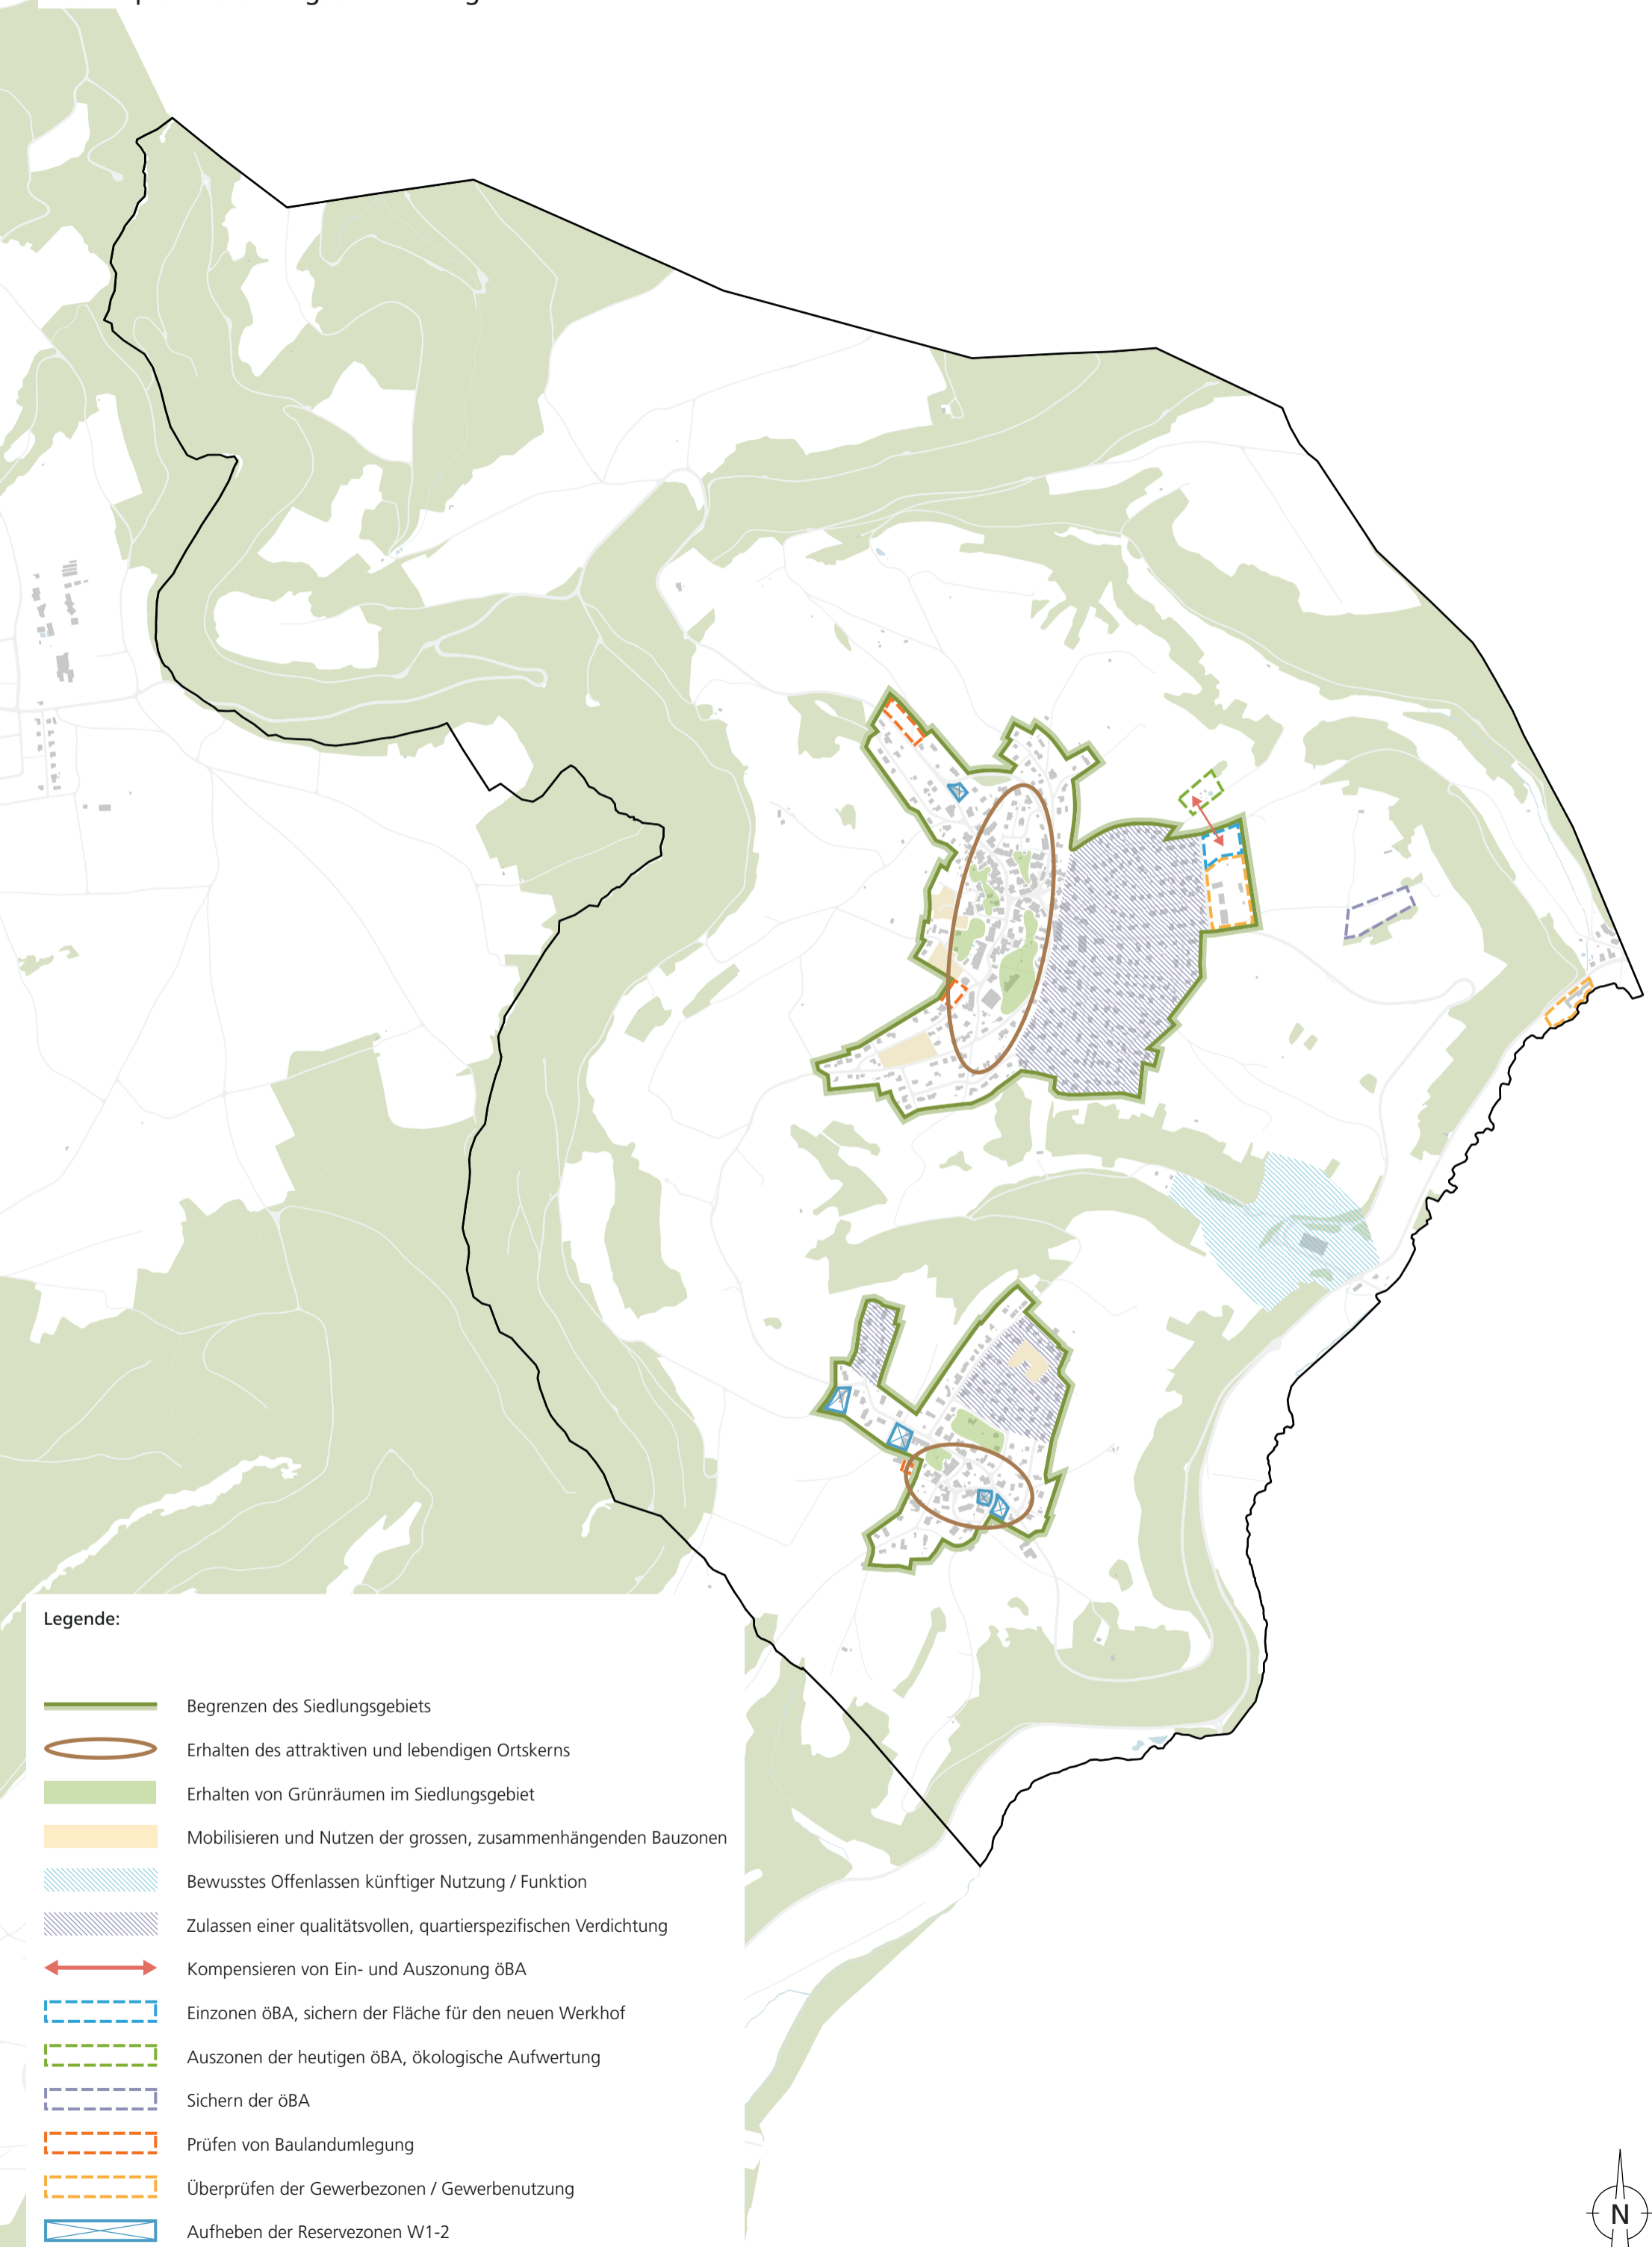 Legende:
Begrenzen des Siedlungsgebiets
Erhalten des attraktiven und lebendigen Ortskerns
Erhalten von Grünräumen im Siedlungsgebiet
Mobilisieren und Nutzen der grossen, zusammenhängenden Bauzonen
Bewusstes Offenlassen künftiger Nutzung / Funktion
Zulassen einer qualitätsvollen, quartierspezifischen Verdichtung
Kompensieren von Ein- und Auszonung öBA
Einzonen öBA, sichern der Fläche für den neuen Werkhof
Auszonen der heutigen öBA, ökologische Aufwertung
Sichern der öBA
Prüfen von Baulandumlegung
Überprüfen der Gewerbezonen / Gewerbenutzung
Aufheben der Reservezonen W1-2
N